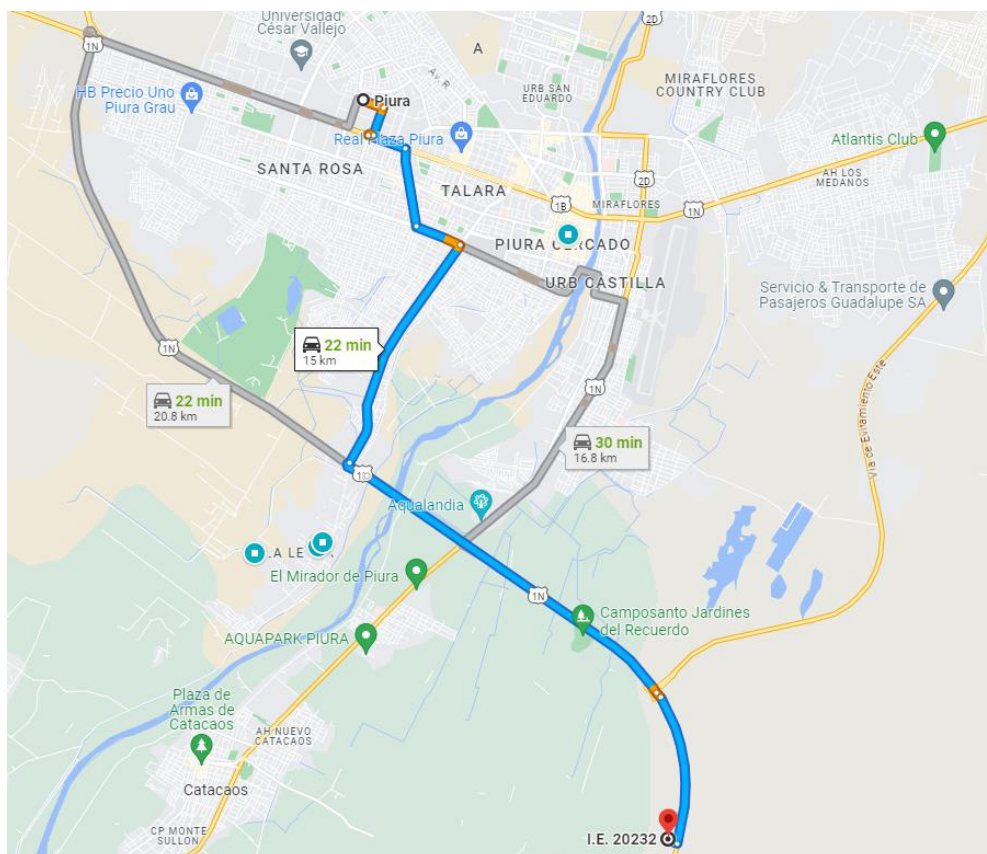 Universidad
César Vallejo
1N
2D
A
Av. R
MIRAFLORES
COUNTRY CLUB
URB SAN
EDUARDO
HB Precio Uno
Piura Grau
Piura
Real Plaza Piura
Atlantis Club
SANTA ROSA
AH LOS
MEDANOS
TALARA
2D
MIRAFLORES
1B
1N
PIURA CERCADO
URB CASTILLA
Servicio & Transporte de
Pasajeros Guadalupe SA
22 min
15 km
1N
22 min
20.8 km
1N
30 min
16.8 km
Vía de Evitamiento Este
Aqualandia
El Mirador de Piura
1N
Camposanto Jardines
del Recuerdo
AQUAPARK PIURA
Plaza de
Armas de
Catacaos
AH NUEVO
CATACAOS
Catacaos
CP MONTE
SULLON
I.E. 20232